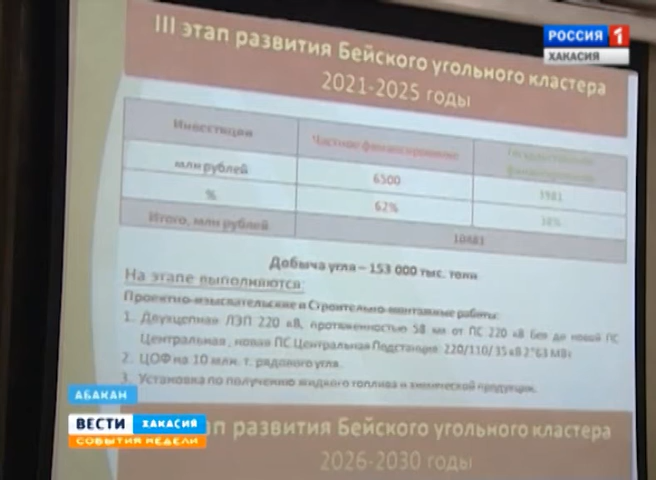 РОССИЯ 1
ХАКАСИЯ
III этап развития Бейского угольного кластера
2021-2025 годы
Инвестиции Частное финансирование
млн рублей 6500
% 62% 38%
Итого, млн рублей 10481
Добыча угля – 153 000 тыс. тонн
На этапе выполняются:
Проектно-изыскательские и Строительно-монтажные работы:
1. Двухцепная ЛЭП 220 кВ, протяженностью 58 км от ПС 220 кВ Бея до новой ПС
Центральная, новая ПС Центральная Подстанция 220/110/35 кВ 2*63 МВт
2. ЦОФ на 10 млн. т. рядового угля.
3. Установка по получению жидкого топлива и химической продукции.
АБАКАН
ВЕСТИ ХАКАСИЯ
СОБЫТИЯ НЕДЕЛИ
этап развития Бейского угольного кластера
2026-2030 годы